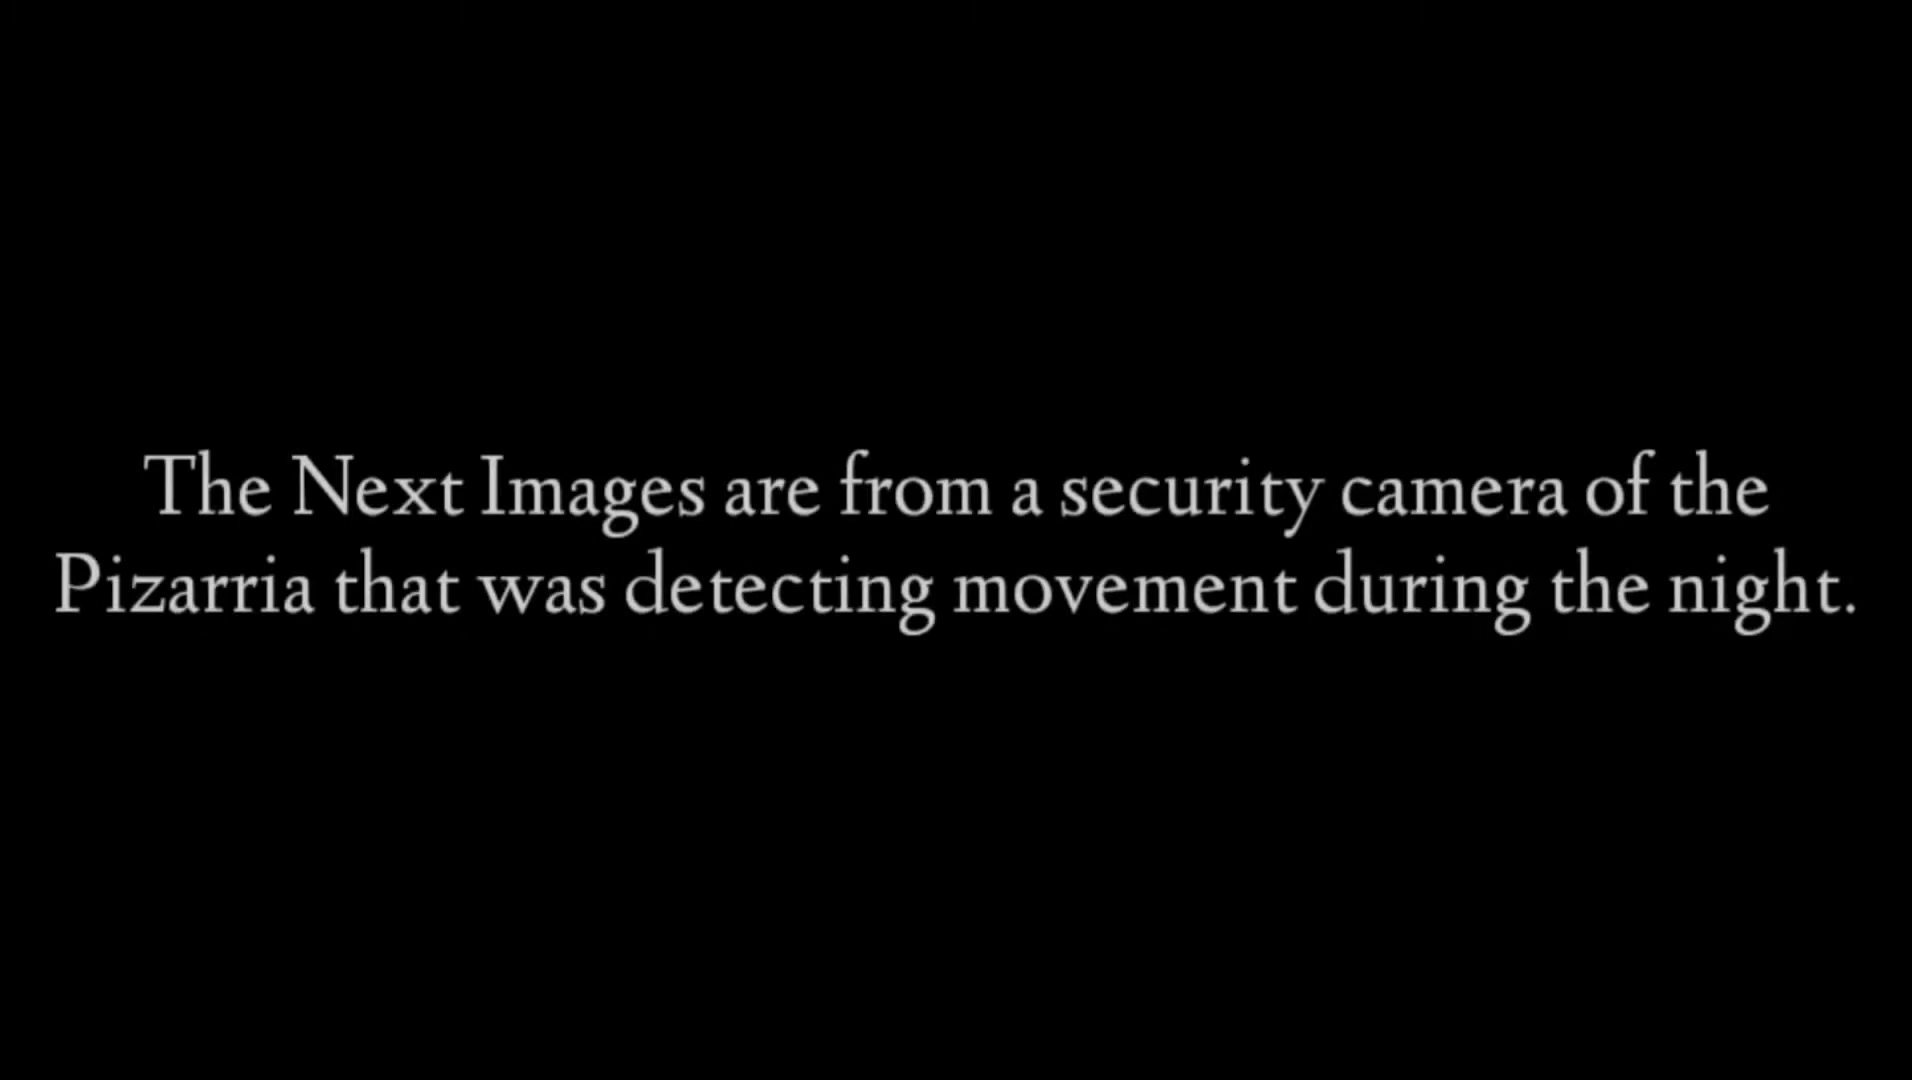 The Next Images are from a security camera of the
Pizarria that was detecting movement during the night.